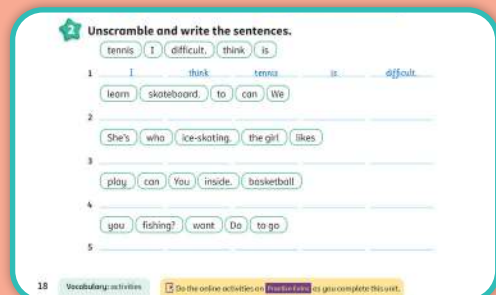 2 Unscramble and write the sentences.
tennis I difficult. think is
1 I think tennis is difficult.
learn skateboard. to can We
2
She's who ice-skating. the girl likes
3
play can You inside. basketball
4
you fishing? want Do to go
5
18 Vocabulary: activities Do the online activities on Practice Extra as you complete this unit.